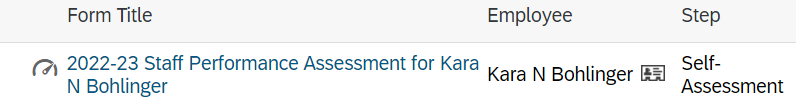 Form Title Employee Step
2022-23 Staff Performance Assessment for Kara
N Bohlinger
Kara N Bohlinger
Self-
Assessment